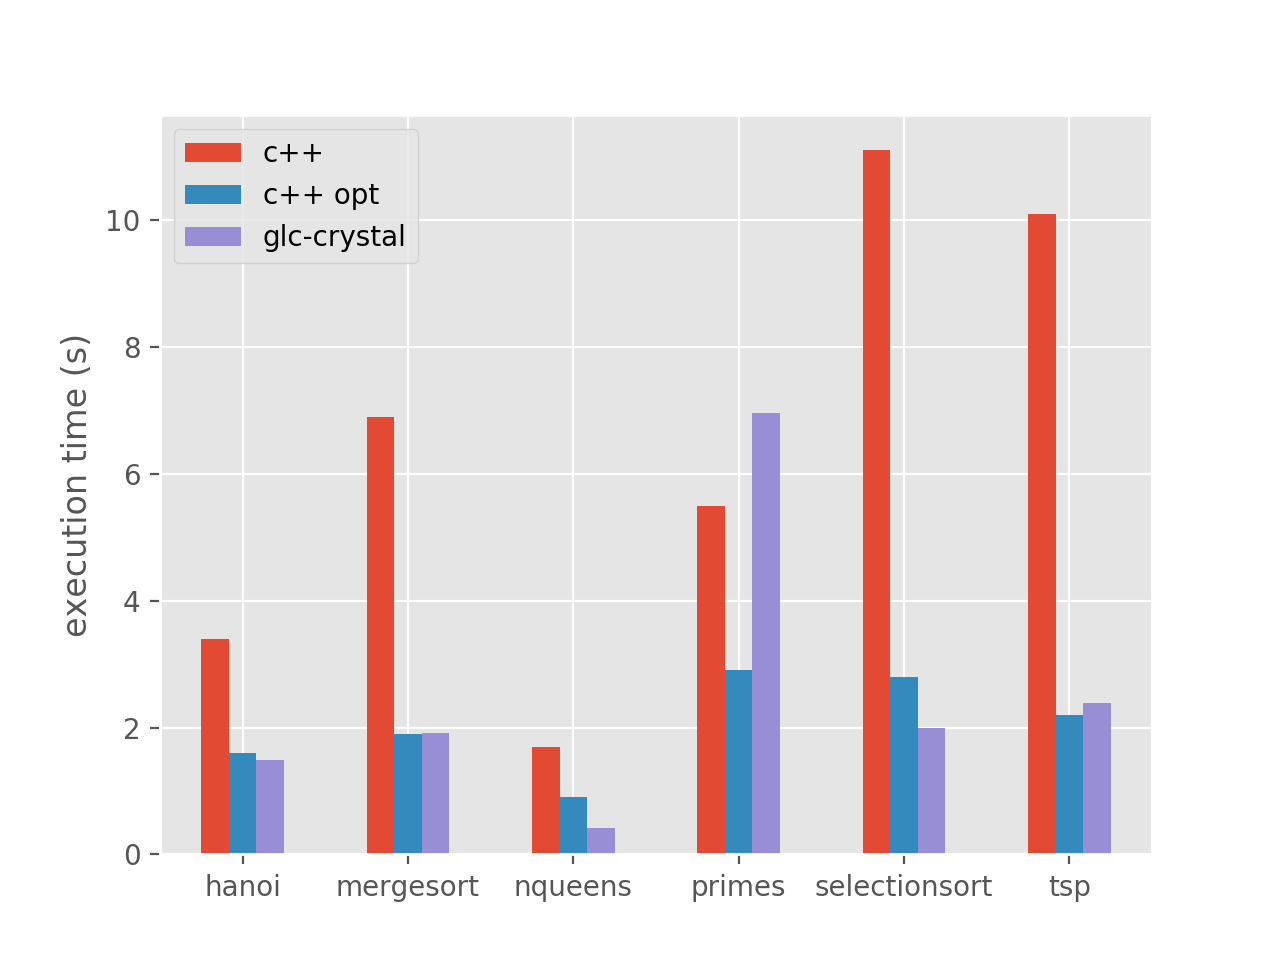 c++
c++ opt
glc-crystal
execution time (s)
10
8
6
4
2
0
hanoi
mergesort
nqueens
primes
selectionsort
tsp